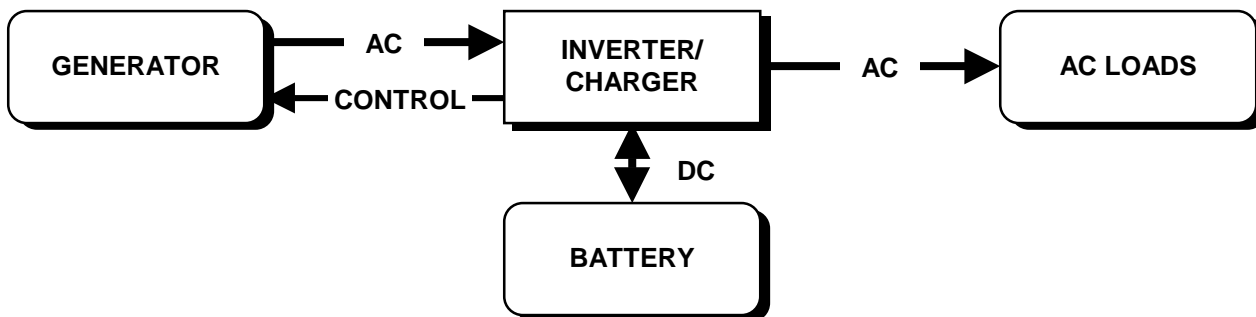 GENERATOR
AC
CONTROL
INVERTER/
CHARGER
AC
AC LOADS
DC
BATTERY